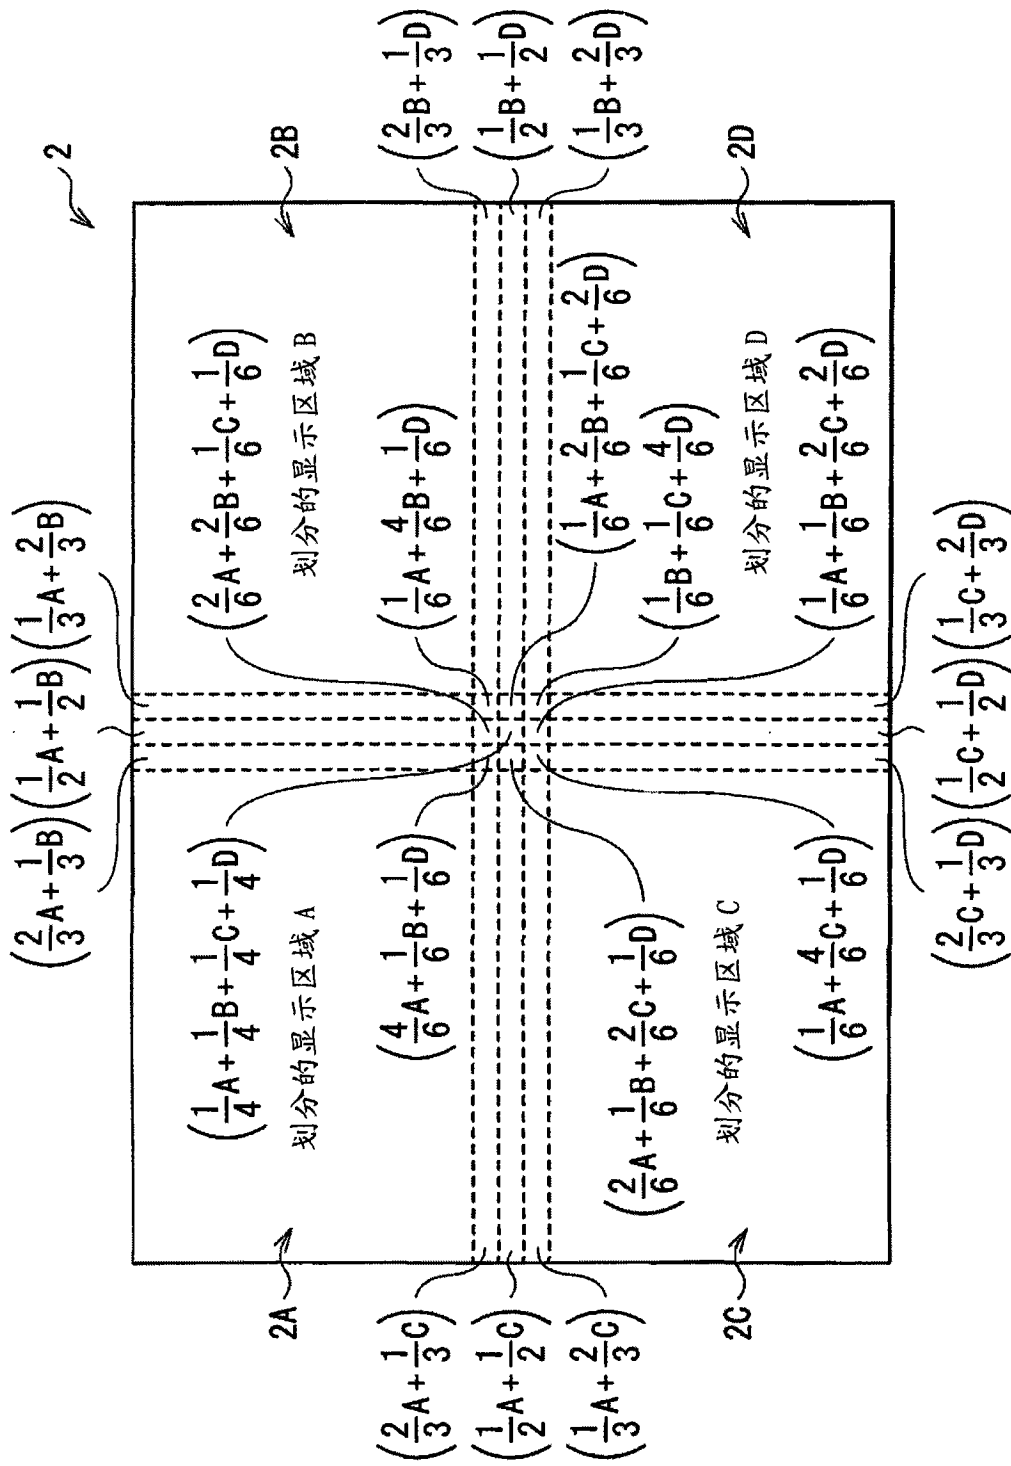 2
(2/3A+1/3B)(1/2A+1/2B)(1/3A+2/3B)
(1/4A+1/4B+1/4C+1/4D)
(2/6A+2/6B+1/6C+1/6D)
2A
2B
划分的显示区域 A
划分的显示区域 B
(2/3A+1/3C)
(4/6A+1/6B+1/6D)
(1/6A+4/6B+1/6D)
(2/3B+1/3D)
(1/2A+1/2C)
(1/2B+1/2D)
(1/3A+2/3C)
(1/6A+2/6B+1/6C+2/6D)
(1/3B+2/3D)
(2/6A+1/6B+2/6C+1/6D)
(1/6B+1/6C+4/6D)
2C
2D
划分的显示区域 C
划分的显示区域 D
(1/6A+4/6C+1/6D)
(1/6A+1/6B+2/6C+2/6D)
(2/3C+1/3D)(1/2C+1/2D)(1/3C+2/3D)